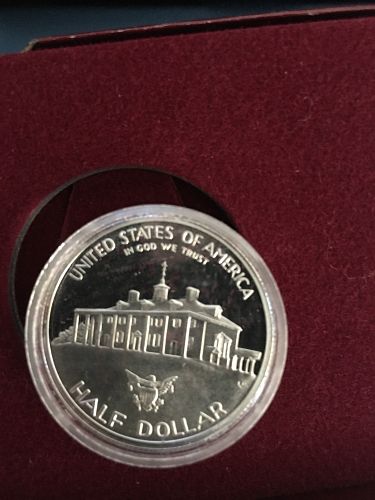 UNITED STATES OF AMERICA
IN GOD WE TRUST
HALF DOLLAR